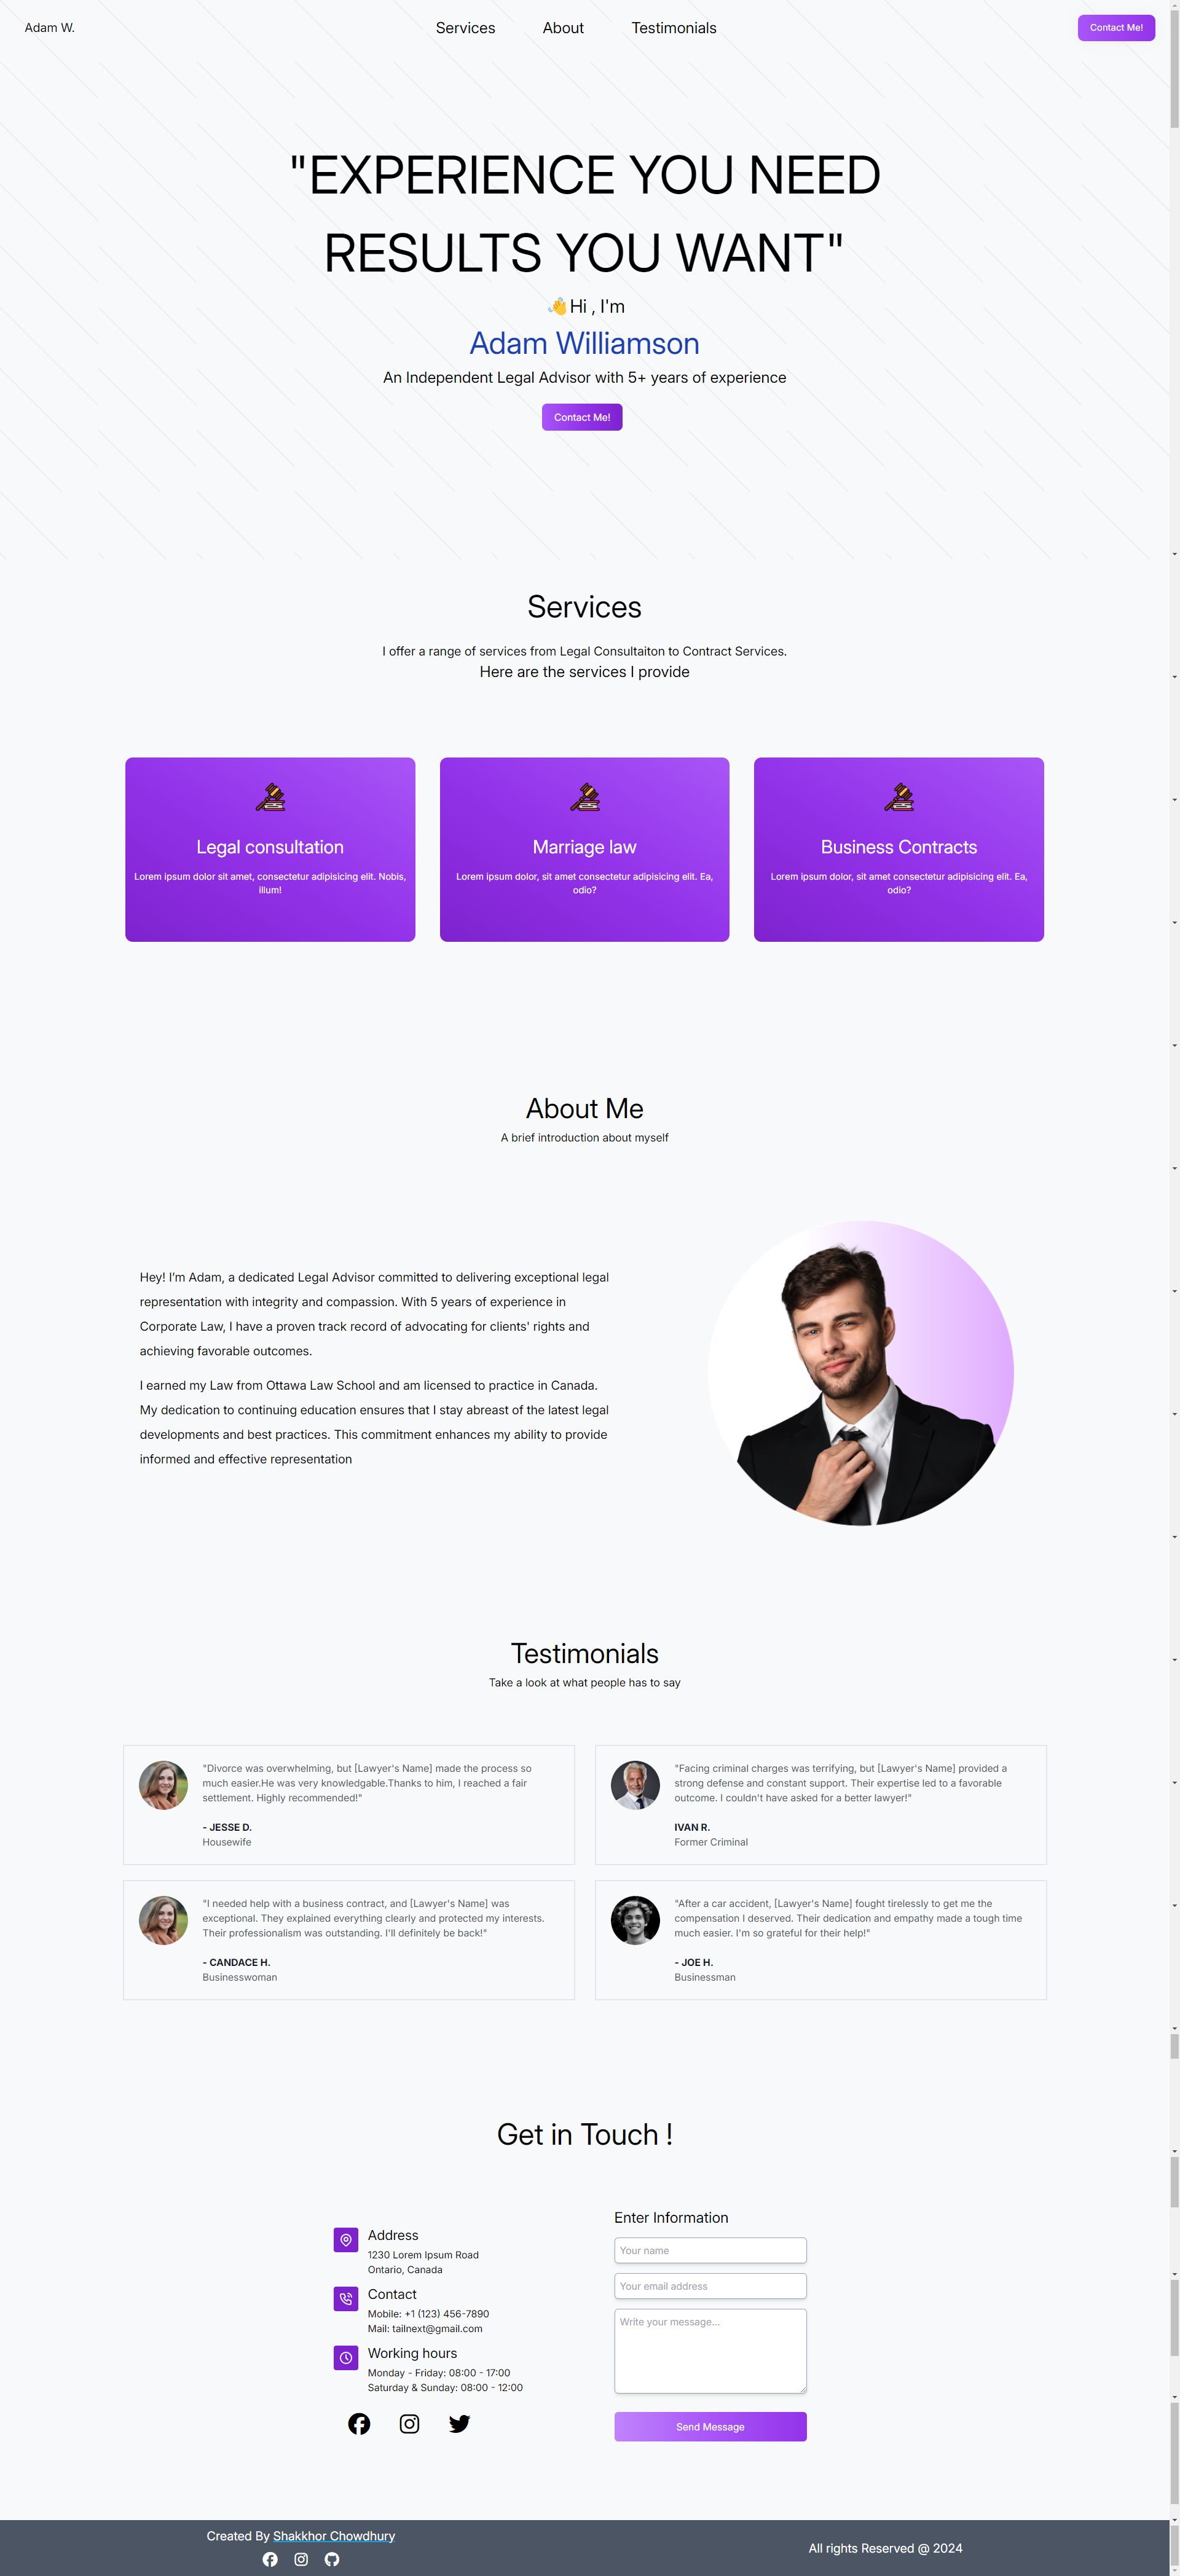 Adam W.
Services
About
Testimonials
Contact Me!
"EXPERIENCE YOU NEED
RESULTS YOU WANT"
👋Hi , I'm
Adam Williamson
An Independent Legal Advisor with 5+ years of experience
Contact Me!
Services
I offer a range of services from Legal Consultaiton to Contract Services.
Here are the services I provide
Legal consultation
Lorem ipsum dolor sit amet, consectetur adipisicing elit. Nobis,
illum!
Marriage law
Lorem ipsum dolor, sit amet consectetur adipisicing elit. Ea,
odio?
Business Contracts
Lorem ipsum dolor, sit amet consectetur adipisicing elit. Ea,
odio?
About Me
A brief introduction about myself
Hey! I'm Adam, a dedicated Legal Advisor committed to delivering exceptional legal
representation with integrity and compassion. With 5 years of experience in
Corporate Law, I have a proven track record of advocating for clients' rights and
achieving favorable outcomes.
I earned my Law from Ottawa Law School and am licensed to practice in Canada.
My dedication to continuing education ensures that I stay abreast of the latest legal
developments and best practices. This commitment enhances my ability to provide
informed and effective representation
Testimonials
Take a look at what people has to say
"Divorce was overwhelming, but [Lawyer's Name] made the process so
much easier.He was very knowledgable.Thanks to him, I reached a fair
settlement. Highly recommended!"
- JESSE D.
Housewife
"Facing criminal charges was terrifying, but [Lawyer's Name] provided a
strong defense and constant support. Their expertise led to a favorable
outcome. I couldn't have asked for a better lawyer!"
IVAN R.
Former Criminal
"I needed help with a business contract, and [Lawyer's Name] was
exceptional. They explained everything clearly and protected my interests.
Their professionalism was outstanding. I'll definitely be back!"
- CANDACE H.
Businesswoman
"After a car accident, [Lawyer's Name] fought tirelessly to get me the
compensation I deserved. Their dedication and empathy made a tough time
much easier. I'm so grateful for their help!"
- JOE H.
Businessman
Get in Touch !
Address
1230 Lorem Ipsum Road
Ontario, Canada
Contact
Mobile: +1 (123) 456-7890
Mail: tailnext@gmail.com
Working hours
Monday - Friday: 08:00 - 17:00
Saturday & Sunday: 08:00 - 12:00
Enter Information
Your name
Your email address
Write your message...
Send Message
Created By Shakkhor Chowdhury
All rights Reserved @ 2024